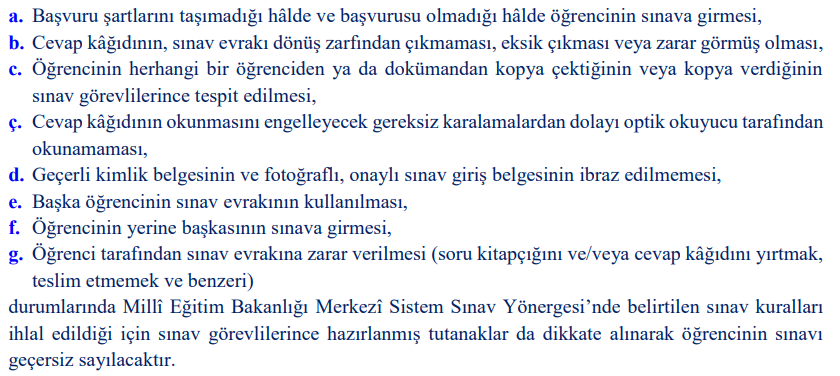 a. Başvuru şartlarını taşımadığı hâlde ve başvurusu olmadığı hâlde öğrencinin sınava girmesi,
b. Cevap kâğıdının, sınav evrakı dönüş zarfından çıkmaması, eksik çıkması veya zarar görmüş olması,
c. Öğrencinin herhangi bir öğrenciden ya da dokümandan kopya çektiğinin veya kopya verdiğinin
sınav görevlilerince tespit edilmesi,
ç. Cevap kâğıdının okunmasını engelleyecek gereksiz karalamalardan dolayı optik okuyucu tarafından
okunamaması,
d. Geçerli kimlik belgesinin ve fotoğraflı, onaylı sınav giriş belgesinin ibraz edilmemesi,
e. Başka öğrencinin sınav evrakının kullanılması,
f. Öğrencinin yerine başkasının sınava girmesi,
g. Öğrenci tarafından sınav evrakına zarar verilmesi (soru kitapçığını ve/veya cevap kâğıdını yırtmak,
teslim etmemek ve benzeri)
durumlarında Millî Eğitim Bakanlığı Merkezî Sistem Sınav Yönergesi’nde belirtilen sınav kuralları
ihlal edildiği için sınav görevlilerince hazırlanmış tutanaklar da dikkate alınarak öğrencinin sınavı
geçersiz sayılacaktır.